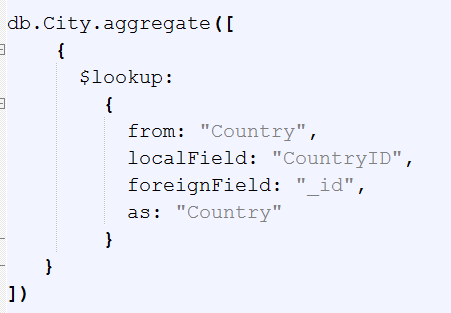 db.City.aggregate([
{
$lookup:
{
from: "Country",
localField: "CountryID",
foreignField: "_id",
as: "Country"
}
}
])